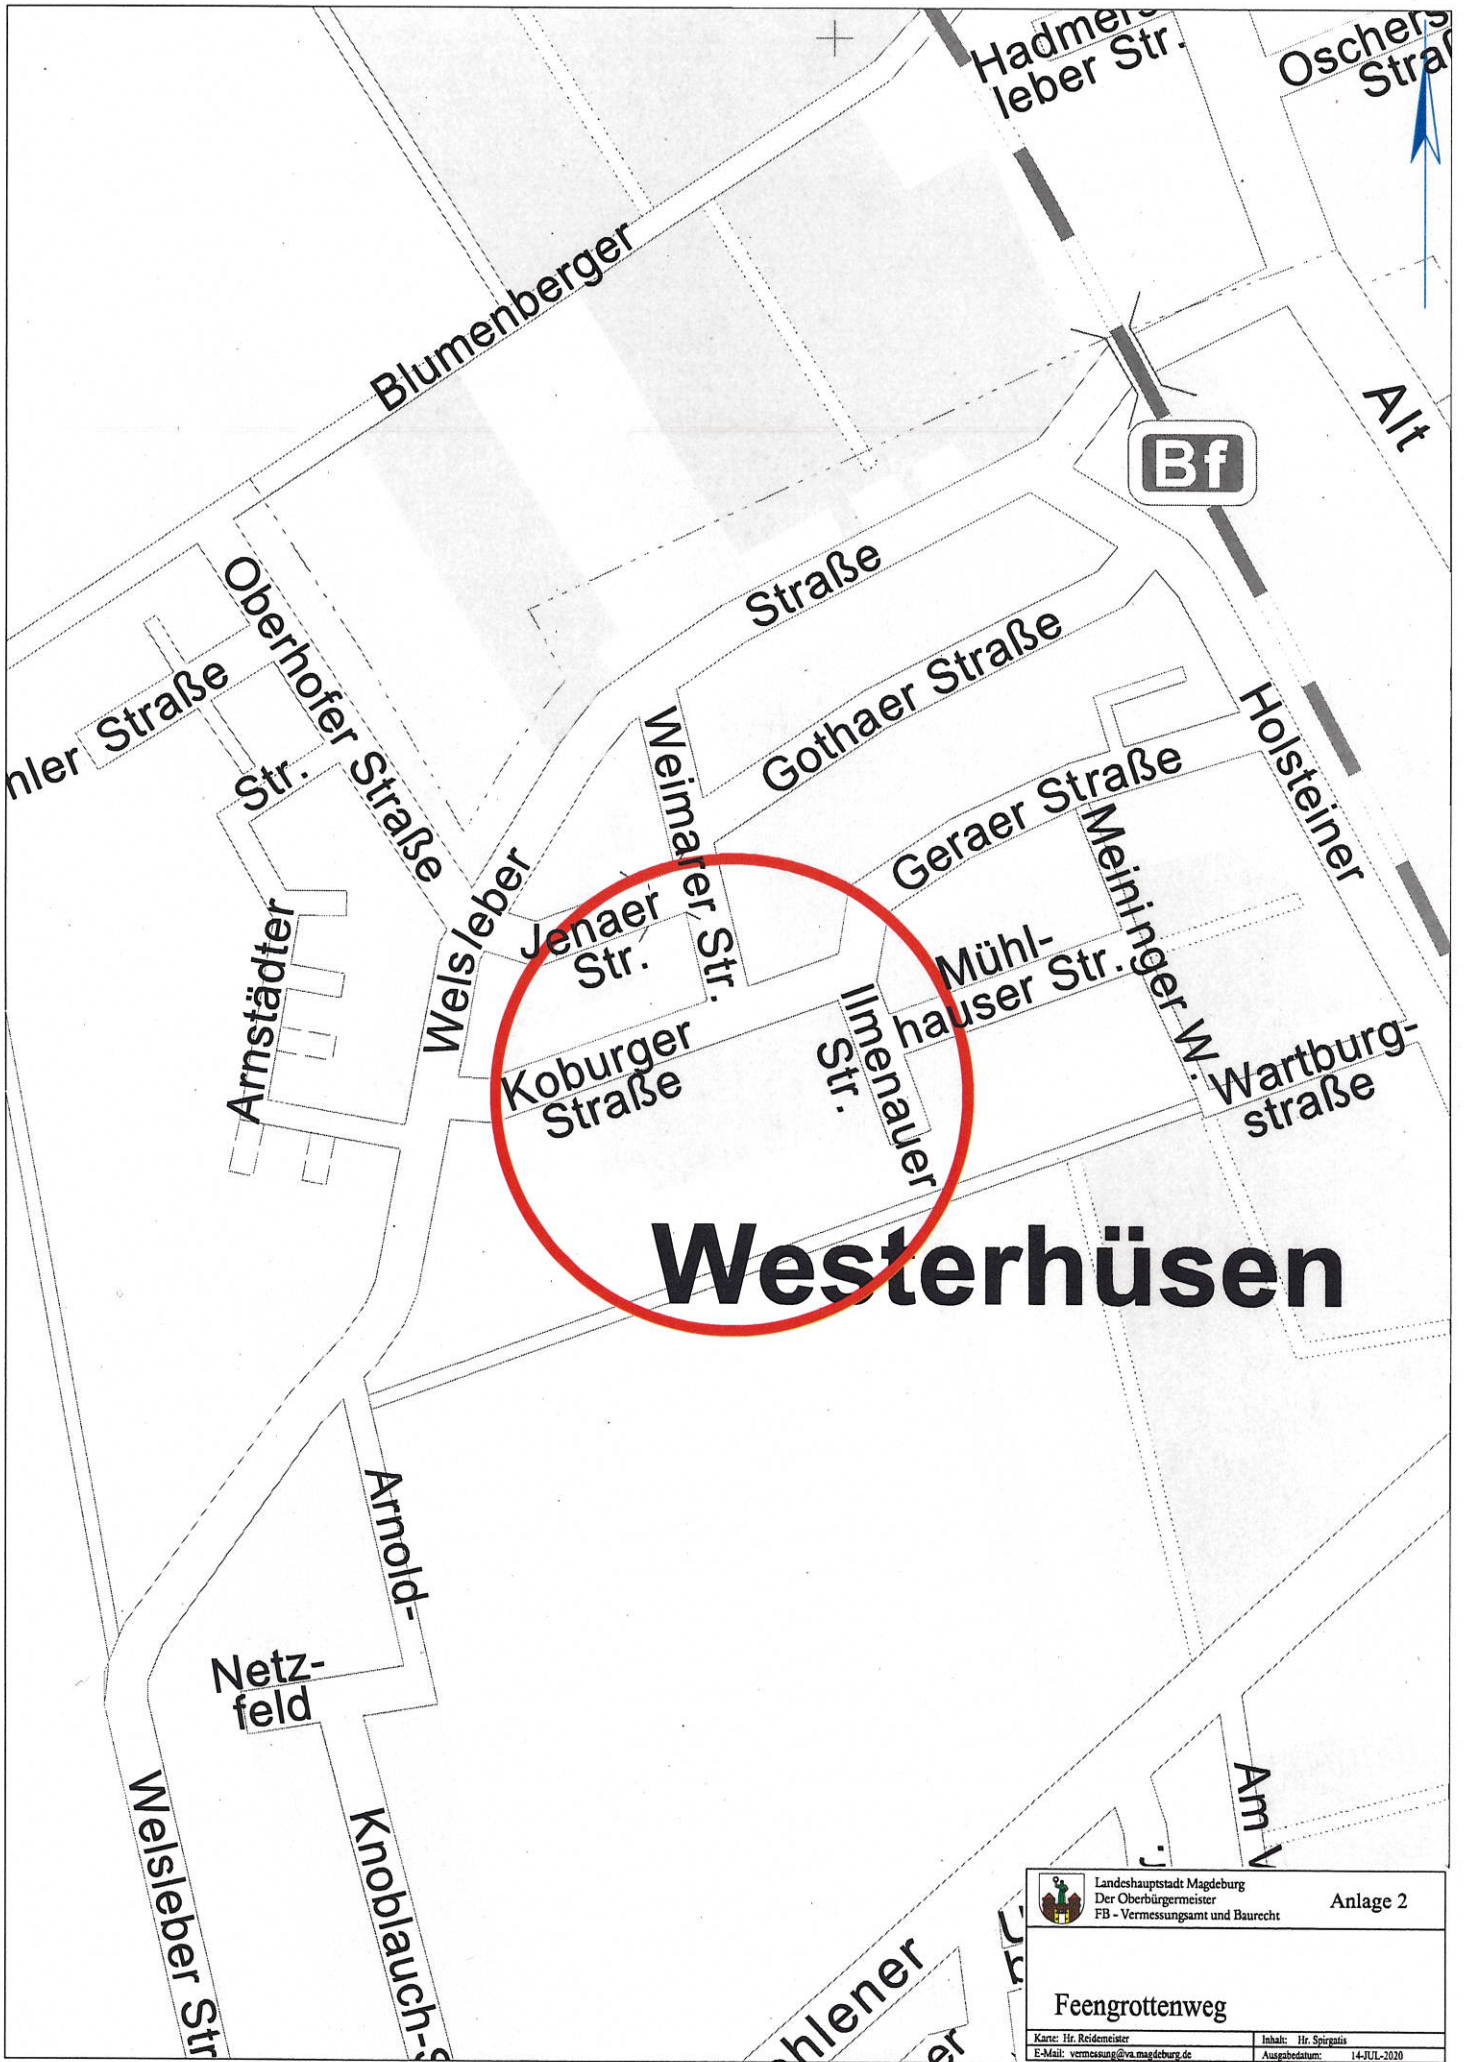 Hadmers-
leber Str.
Oschers
Straß
Blumenberger
Alt
Bf
Straße
Oberhofer Straße
Gothaer Straße
hler Straße
Str.
Weimarer Str.
Holsteiner
Geraer Straße
Meininger W.
Welsleber
Jenaer
Str.
Arnstädter
Mühl-
hauser Str.
Ilmenauer
Str.
Koburger
Straße
Wartburg-
straße
Westerhüsen
Arnold-
Netz-
feld
Welsleber Str
Knoblauch-s
Am V
hlener
er
Landeshauptstadt Magdeburg
Der Oberbürgermeister
FB - Vermessungsamt und Baurecht
Anlage 2
Feengrottenweg
Karte: Hr. Reidemeister
Inhalt: Hr. Spirgatis
E-Mail: vermessung@va.magdeburg.de
Ausgabedatum: 14-JUL-2020